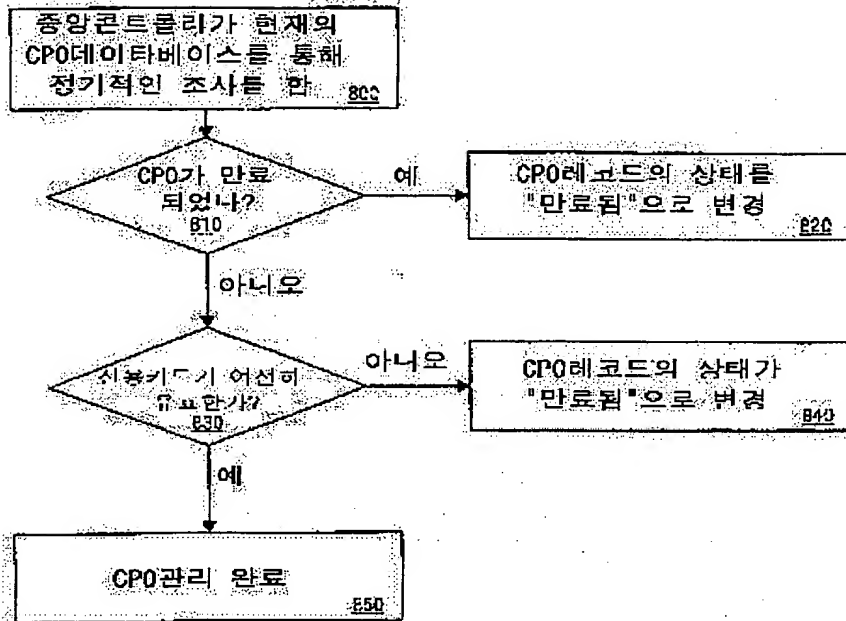 중앙콘트롤러가 현재의
CPO데이타베이스를 통해
정기적인 조사를 함
800
CPO가 만료
되었나?
810
예
CPO레코드의 상태를
"만료됨"으로 변경
820
아니오
신용카드가 여전히
유효한가?
830
아니오
CPO레코드의 상태가
"만료됨"으로 변경
840
예
CPO관리 완료
850